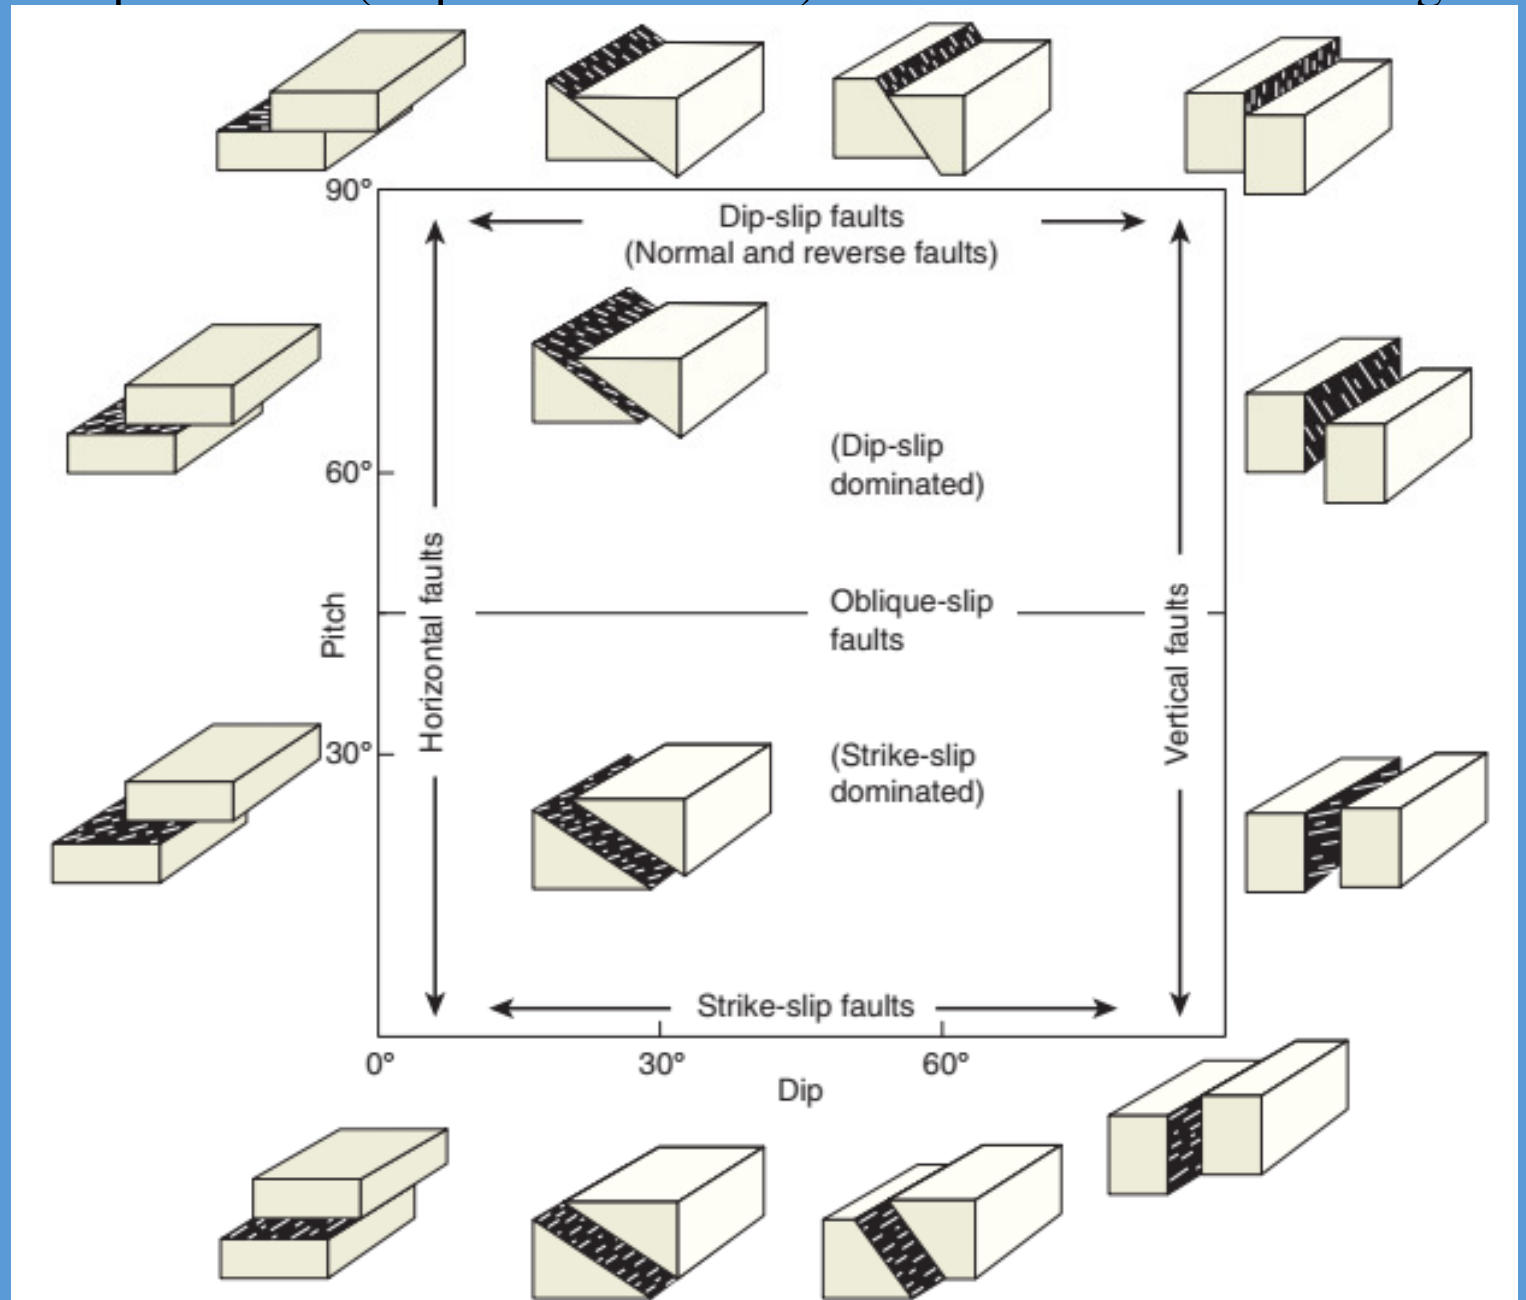 90°
Dip-slip faults
(Normal and reverse faults)
60°
(Dip-slip
dominated)
Pitch
Horizontal faults
Oblique-slip
faults
Vertical faults
30°
(Strike-slip
dominated)
Strike-slip faults
0°
30°
60°
Dip